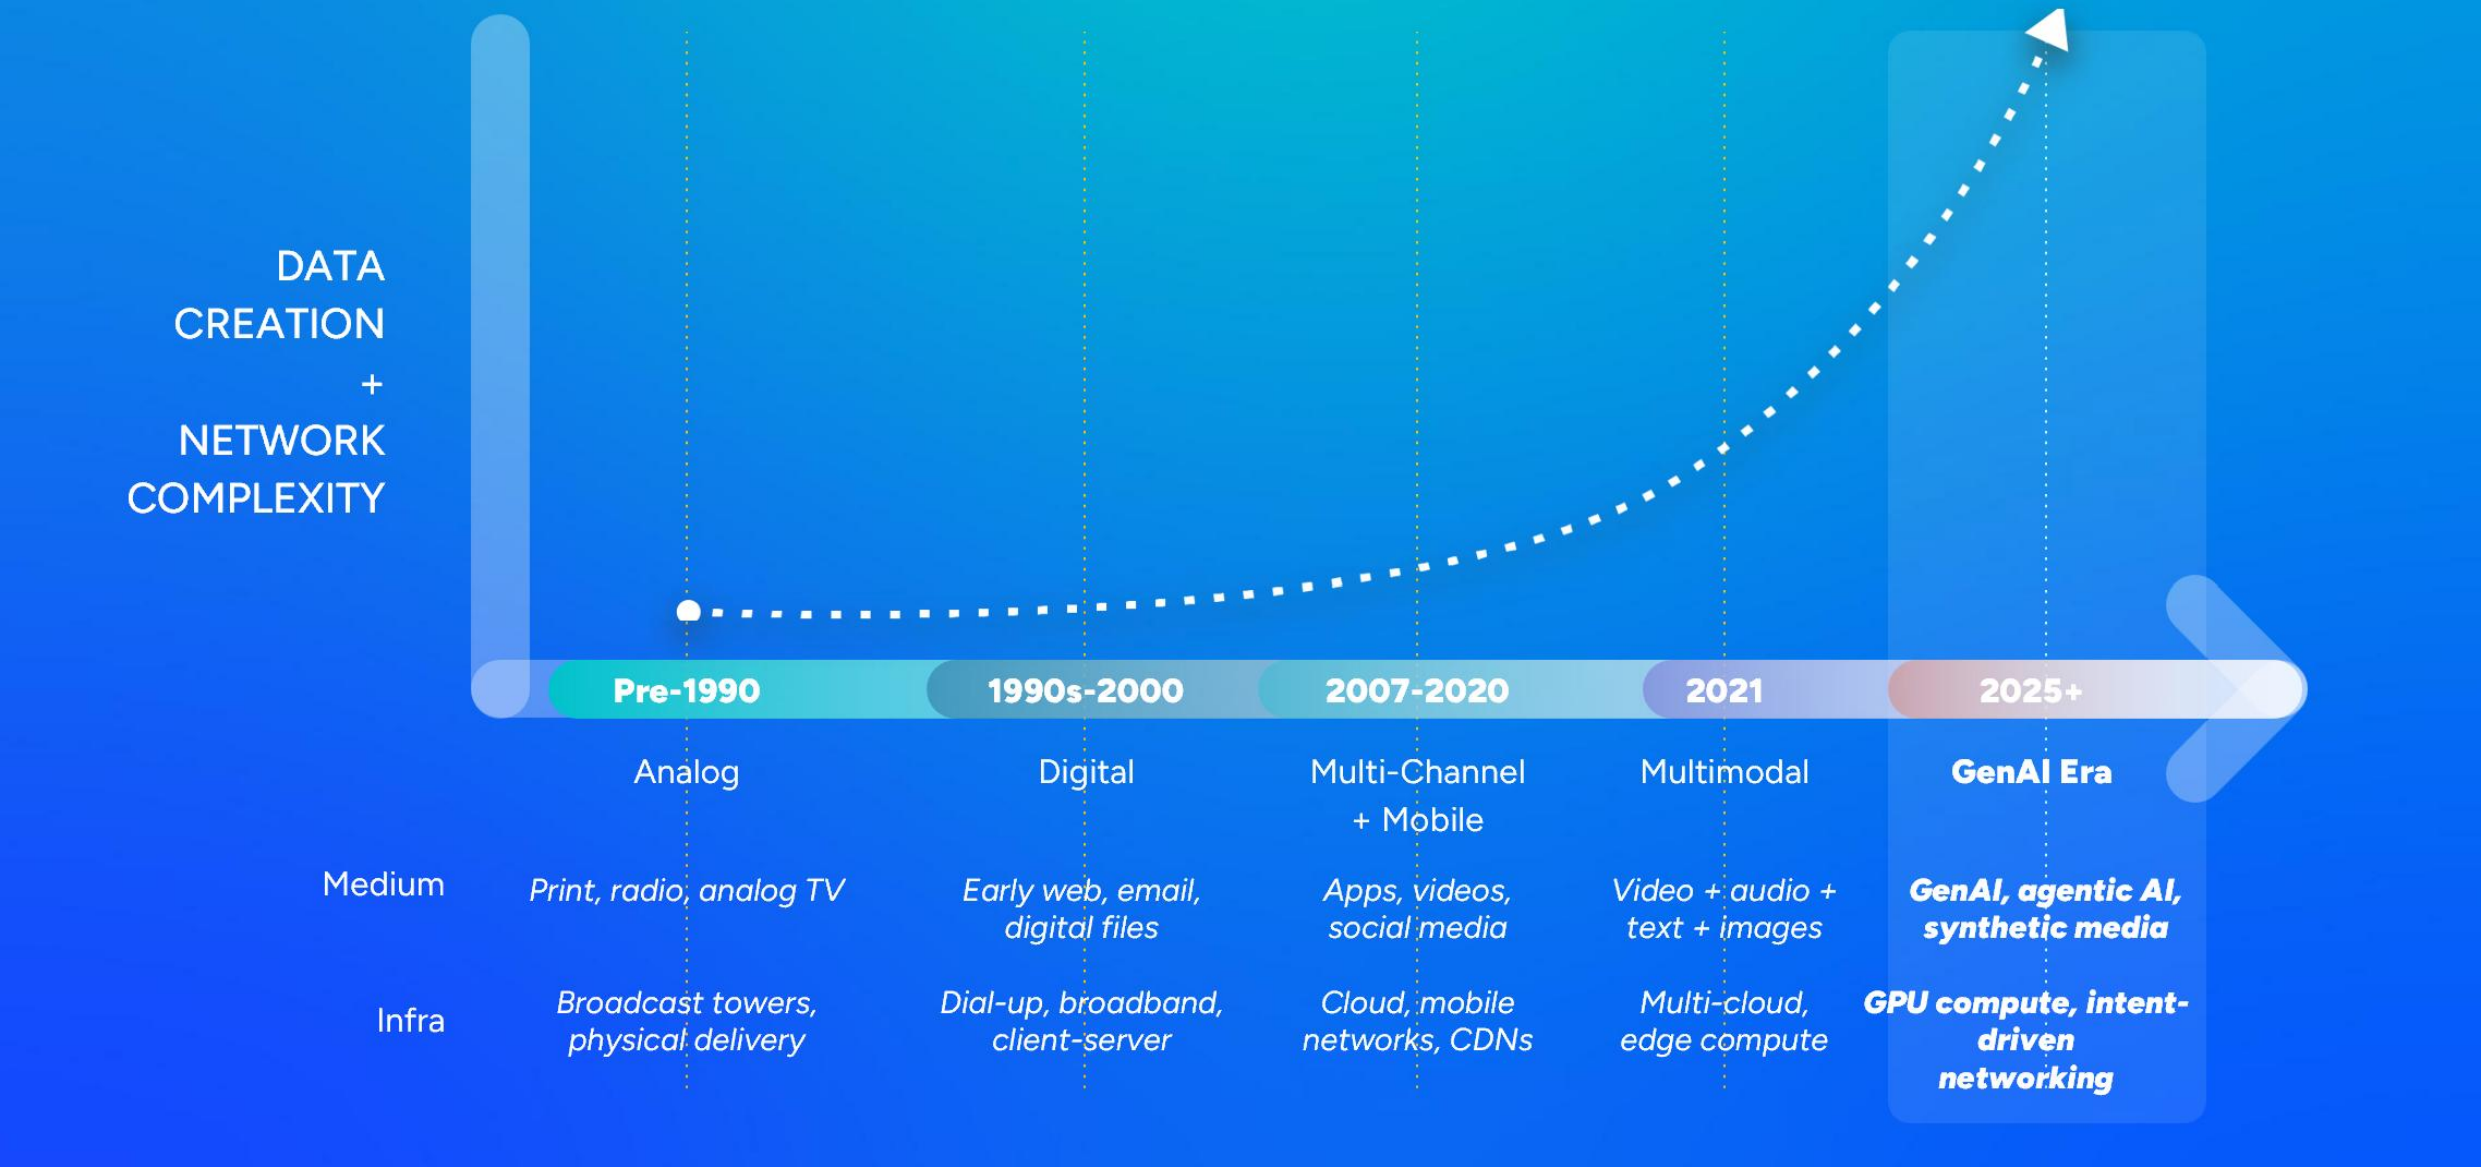 DATA
CREATION
+
NETWORK
COMPLEXITY
Pre-1990
1990s-2000
2007-2020
2021
2025+
Analog
Digital
Multi-Channel
+ Mobile
Multimodal
GenAI Era
Medium
Print, radio, analog TV
Early web, email,
digital files
Apps, videos,
social media
Video + audio +
text + images
GenAI, agentic AI,
synthetic media
Infra
Broadcast towers,
physical delivery
Dial-up, broadband,
client-server
Cloud, mobile
networks, CDNs
Multi-cloud,
edge compute
GPU compute, intent-
driven
networking